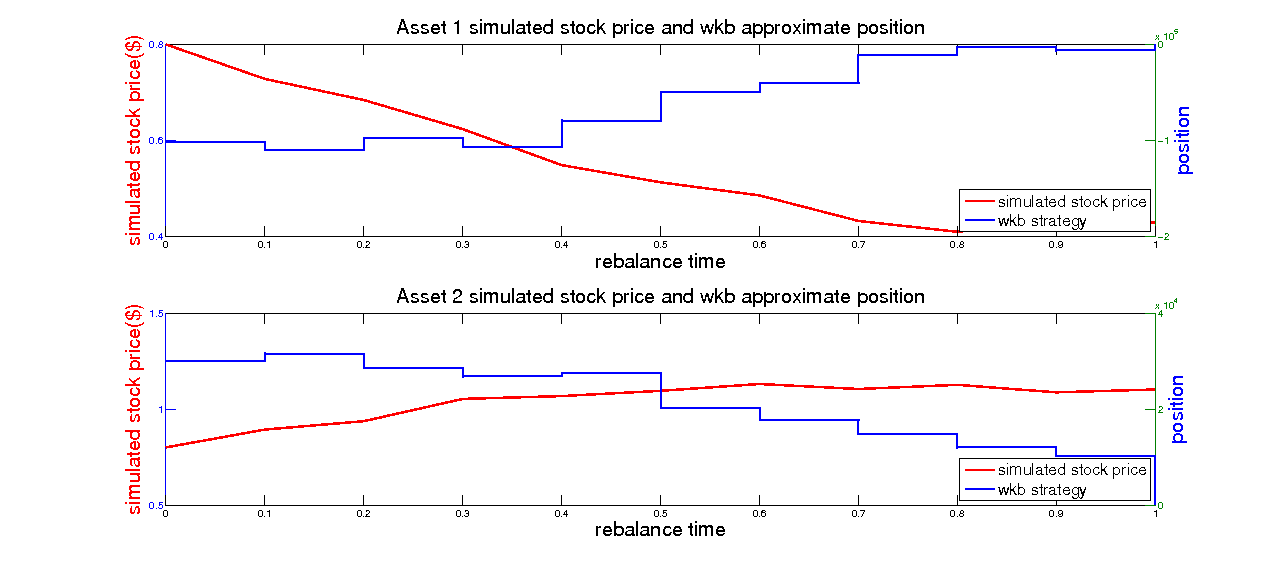 Asset 1 simulated stock price and wkb approximate position
x 10^5
simulated stock price($)
0.8
0.6
0.4
0
-1
-2
position
simulated stock price
wkb strategy
0 0.1 0.2 0.3 0.4 0.5 0.6 0.7 0.8 0.9 1
rebalance time
Asset 2 simulated stock price and wkb approximate position
x 10^4
simulated stock price($)
1.5
1
0.5
4
2
0
position
simulated stock price
wkb strategy
0 0.1 0.2 0.3 0.4 0.5 0.6 0.7 0.8 0.9 1
rebalance time